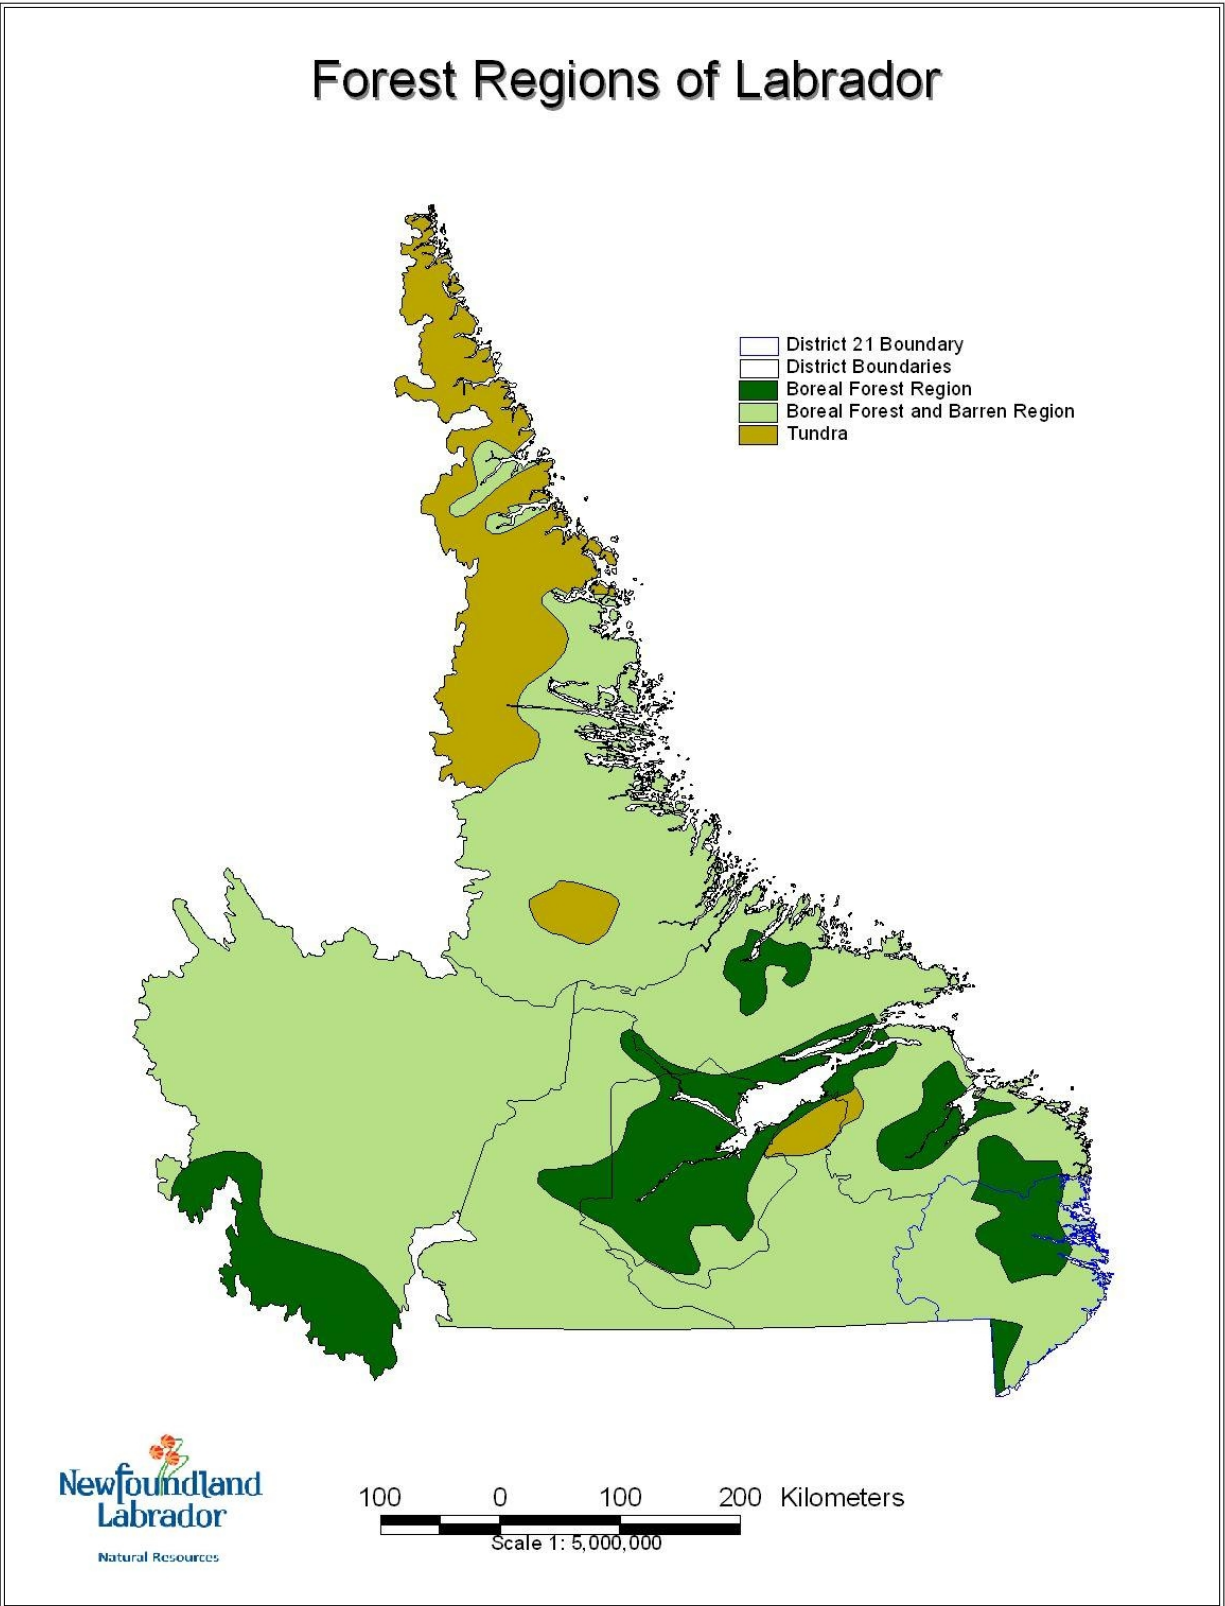 Forest Regions of Labrador
District 21 Boundary
District Boundaries
Boreal Forest Region
Boreal Forest and Barren Region
Tundra
Newfoundland
Labrador
Natural Resources
100 0 100 200 Kilometers
Scale 1: 5,000,000